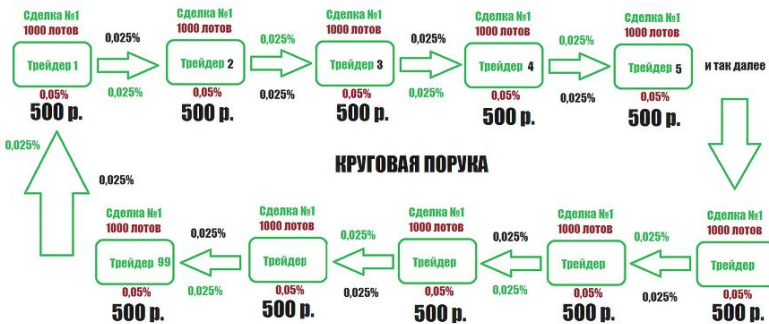 Сделка №1 Сделка №1 Сделка №1 Сделка №1 Сделка №1
1000 лотов 1000 лотов 1000 лотов 1000 лотов 1000 лотов
0,025% 0,025% 0,025% 0,025%
Трейдер 1 Трейдер 2 Трейдер 3 Трейдер 4 Трейдер 5 и так далее
0,025% 0,025% 0,025% 0,025%
0,05% 0,05% 0,05% 0,05% 0,05%
500 р. 500 р. 500 р. 500 р. 500 р.
0,025%
КРУГОВАЯ ПОРУКА
0,025%
Сделка №1 Сделка №1 Сделка №1 Сделка №1 Сделка №1
1000 лотов 1000 лотов 1000 лотов 1000 лотов 1000 лотов
0,025% 0,025% 0,025% 0,025%
Трейдер 99 Трейдер Трейдер Трейдер Трейдер
0,025% 0,025% 0,025% 0,025%
0,05% 0,05% 0,05% 0,05% 0,05%
500 р. 500 р. 500 р. 500 р. 500 р.